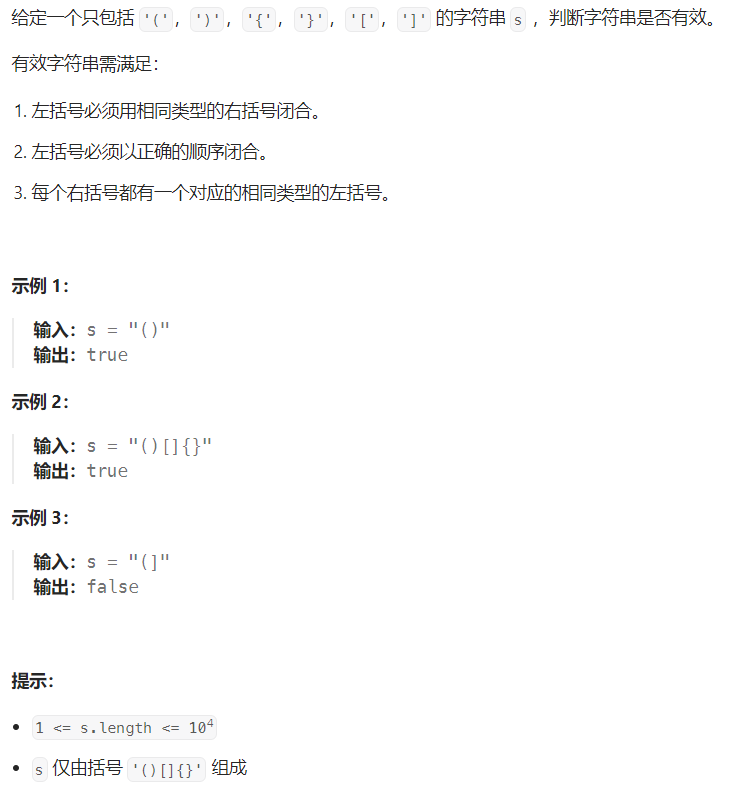 给定一个只包括 '('，')'，'{'，'}'，'['，']' 的字符串 s ，判断字符串是否有效。
有效字符串需满足：
1. 左括号必须用相同类型的右括号闭合。
2. 左括号必须以正确的顺序闭合。
3. 每个右括号都有一个对应的相同类型的左括号。
示例 1：
输入：s = "()"
输出：true
示例 2：
输入：s = "()[]{}"
输出：true
示例 3：
输入：s = "(]"
输出：false
提示：
• 1 <= s.length <= 10⁴
• s 仅由括号 '()[]{}' 组成